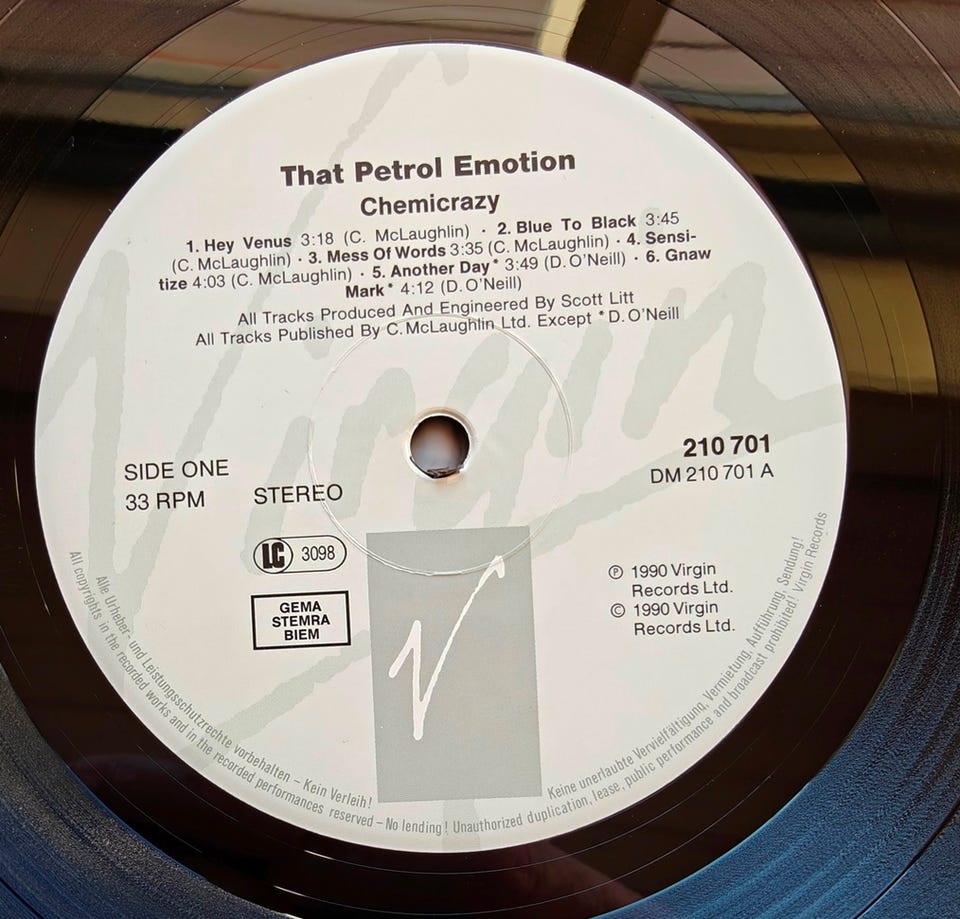 That Petrol Emotion
Chemicrazy
1. Hey Venus 3:18 (C. McLaughlin) · 2. Blue To Black 3:45
(C. McLaughlin) · 3. Mess Of Words 3:35 (C. McLaughlin) · 4. Sensi-
tize 4:03 (C. McLaughlin) · 5. Another Day* 3:49 (D. O'Neill) · 6. Gnaw
Mark* 4:12 (D. O'Neill)
All Tracks Produced And Engineered By Scott Litt
All Tracks Published By C. McLaughlin Ltd. Except *D. O'Neill
Virgin
SIDE ONE
33 RPM
STEREO
210 701
DM 210 701 A
LC 3098
GEMA
STEMRA
BIEM
V
℗ 1990 Virgin
Records Ltd.
© 1990 Virgin
Records Ltd.
Alle Urheber- und Leistungsschutzrechte vorbehalten – Kein Verleih! Keine unerlaubte Vervielfältigung, Vermietung, Aufführung, Sendung!
All copyrights in the recorded works and in the recorded performances reserved – No lending! Unauthorized duplication, lease, public performance and broadcast prohibited! Virgin Records